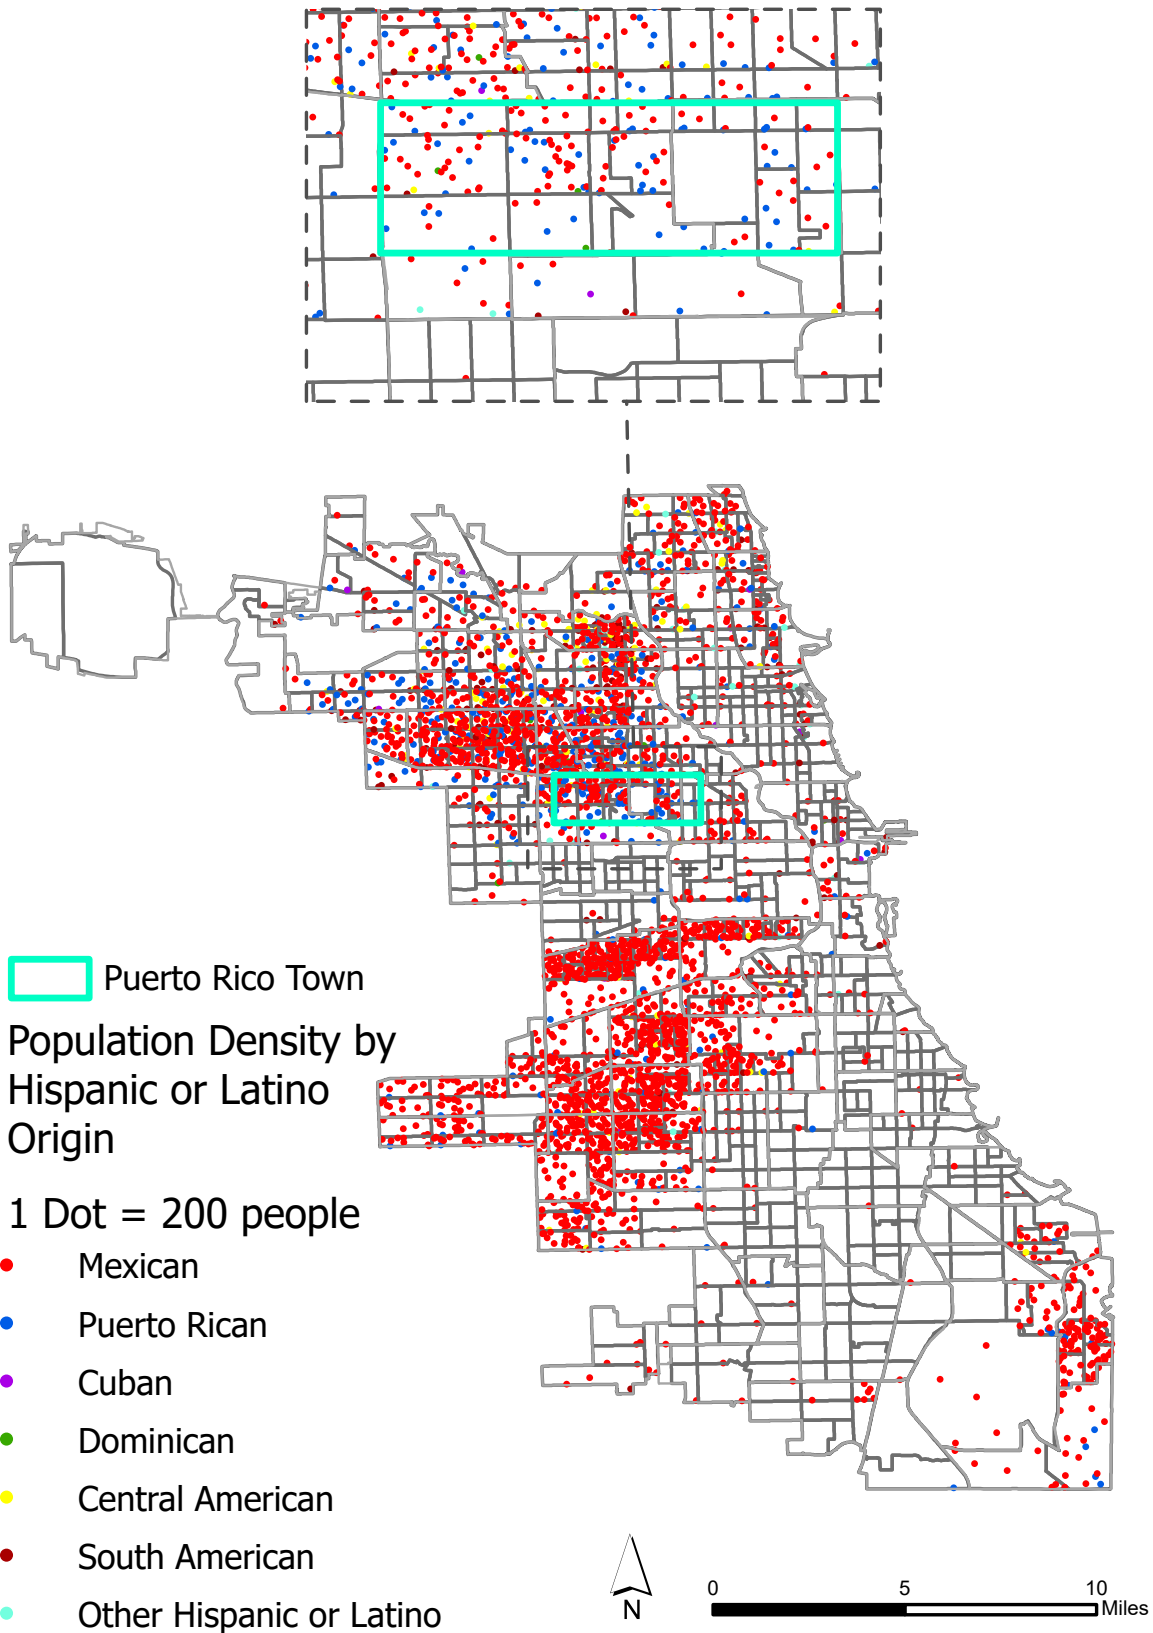 Puerto Rico Town
Population Density by
Hispanic or Latino
Origin
1 Dot = 200 people
Mexican
Puerto Rican
Cuban
Dominican
Central American
South American
Other Hispanic or Latino
N
0 5 10
Miles